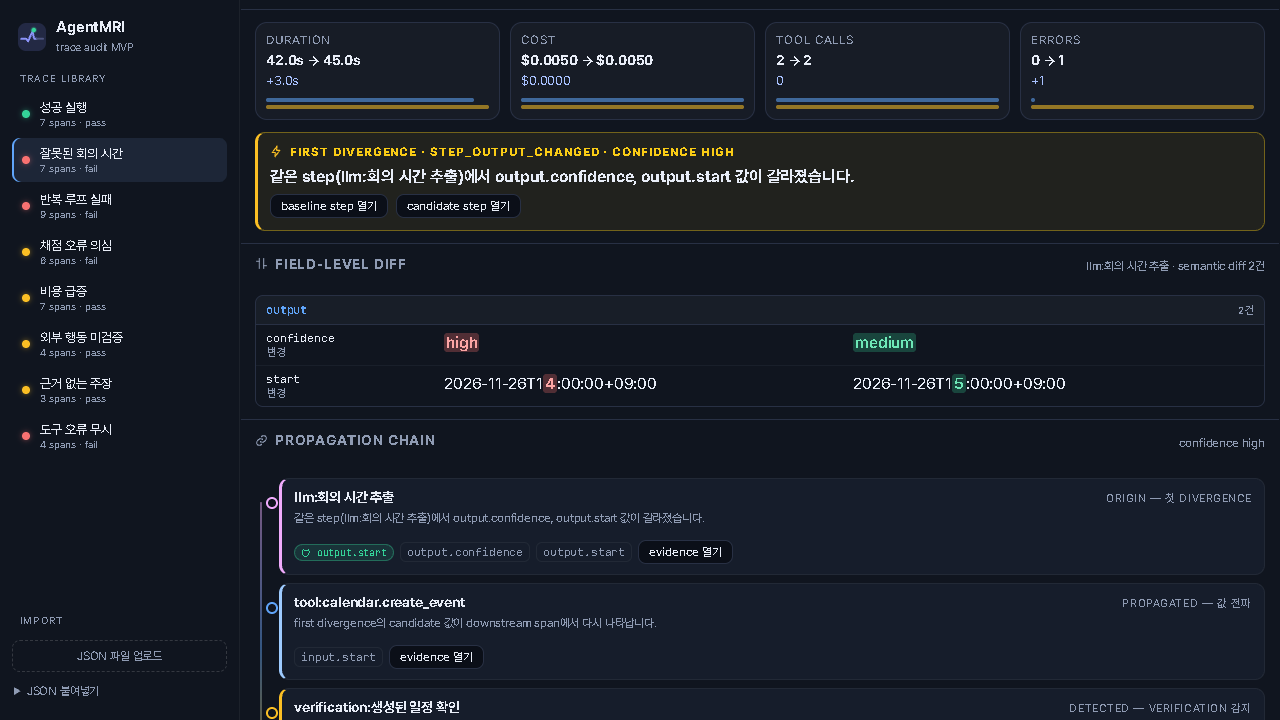 AgentMRI
trace audit MVP
TRACE LIBRARY
성공 실행
7 spans · pass
잘못된 회의 시간
7 spans · fail
반복 루프 실패
9 spans · fail
채점 오류 의심
6 spans · fail
비용 급증
7 spans · pass
외부 행동 미검증
4 spans · pass
근거 없는 주장
3 spans · pass
도구 오류 무시
4 spans · fail
IMPORT
JSON 파일 업로드
JSON 붙여넣기
DURATION
42.0s → 45.0s
+3.0s
COST
$0.0050 → $0.0050
$0.0000
TOOL CALLS
2 → 2
0
ERRORS
0 → 1
+1
FIRST DIVERGENCE · STEP_OUTPUT_CHANGED · CONFIDENCE HIGH
같은 step(llm:회의 시간 추출)에서 output.confidence, output.start 값이 갈라졌습니다.
baseline step 열기
candidate step 열기
FIELD-LEVEL DIFF
llm:회의 시간 추출 · semantic diff 2건
output
2건
confidence
변경
high
medium
start
변경
2026-11-26T14:00:00+09:00
2026-11-26T15:00:00+09:00
PROPAGATION CHAIN
confidence high
llm:회의 시간 추출
ORIGIN — 첫 DIVERGENCE
같은 step(llm:회의 시간 추출)에서 output.confidence, output.start 값이 갈라졌습니다.
output.start
output.confidence
output.start
evidence 열기
tool:calendar.create_event
PROPAGATED — 값 전파
first divergence의 candidate 값이 downstream span에서 다시 나타납니다.
input.start
evidence 열기
verification:생성된 일정 확인
DETECTED — VERIFICATION 감지